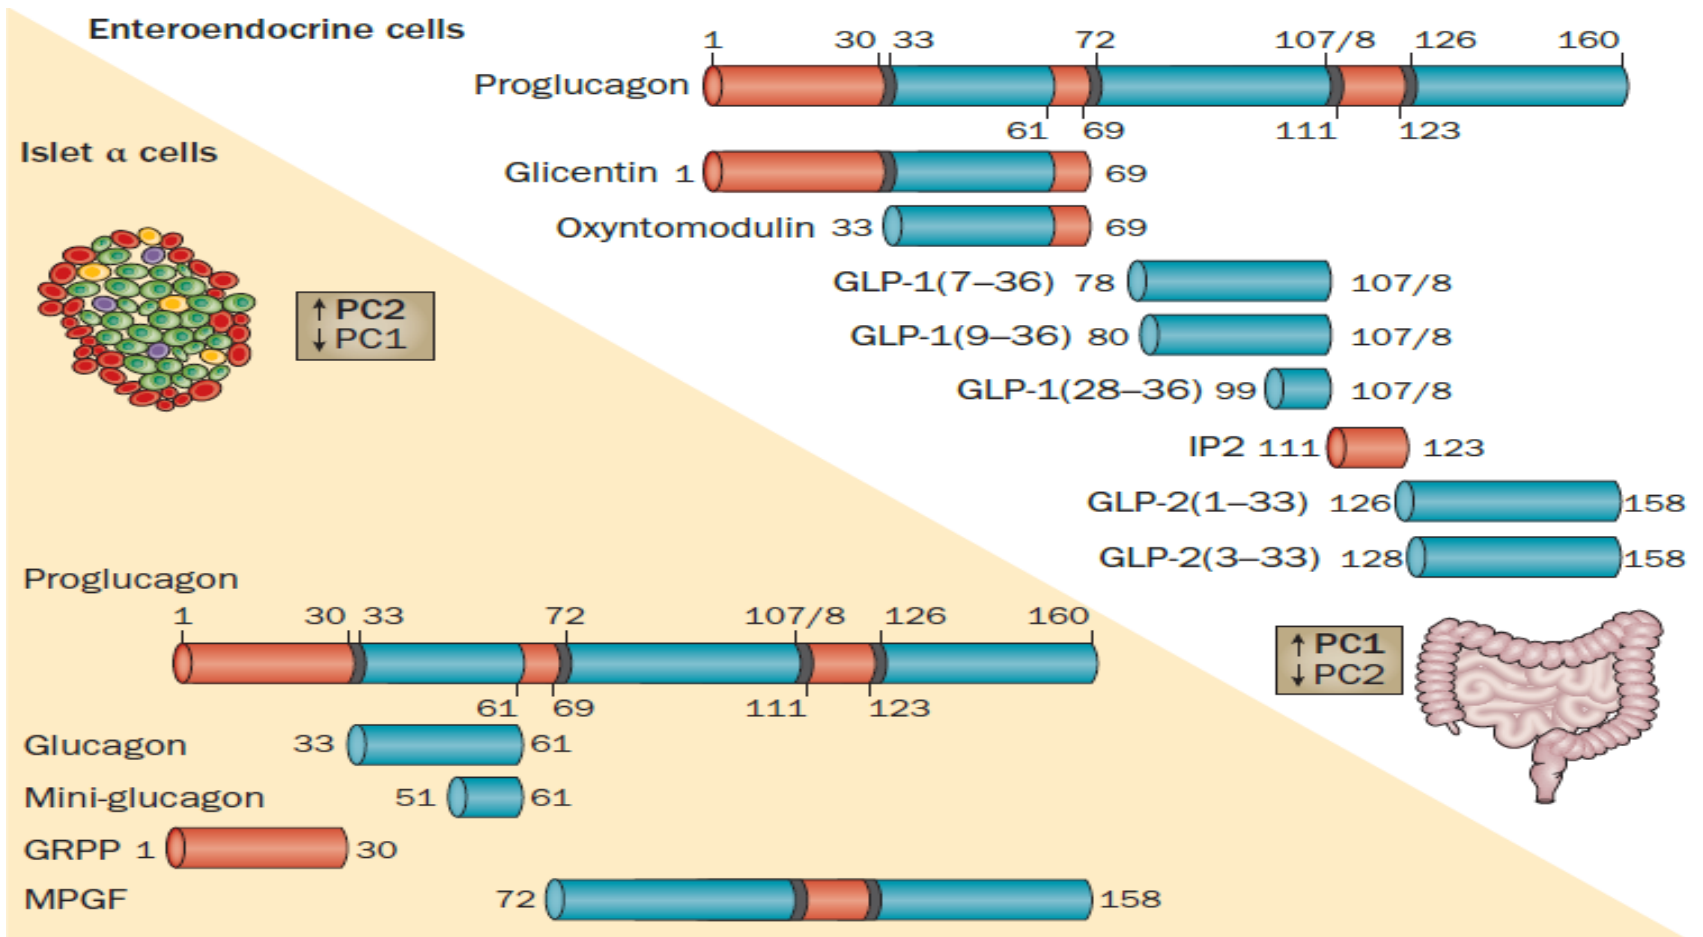 Enteroendocrine cells
1 30 33 72 107/8 126 160
Proglucagon
61 69 111 123
Islet α cells
Glicentin 1 69
Oxyntomodulin 33 69
GLP-1(7–36) 78 107/8
↑ PC2
↓ PC1
GLP-1(9–36) 80 107/8
GLP-1(28–36) 99 107/8
IP2 111 123
GLP-2(1–33) 126 158
GLP-2(3–33) 128 158
Proglucagon
1 30 33 72 107/8 126 160
61 69 111 123
↑ PC1
↓ PC2
Glucagon 33 61
Mini-glucagon 51 61
GRPP 1 30
MPGF 72 158